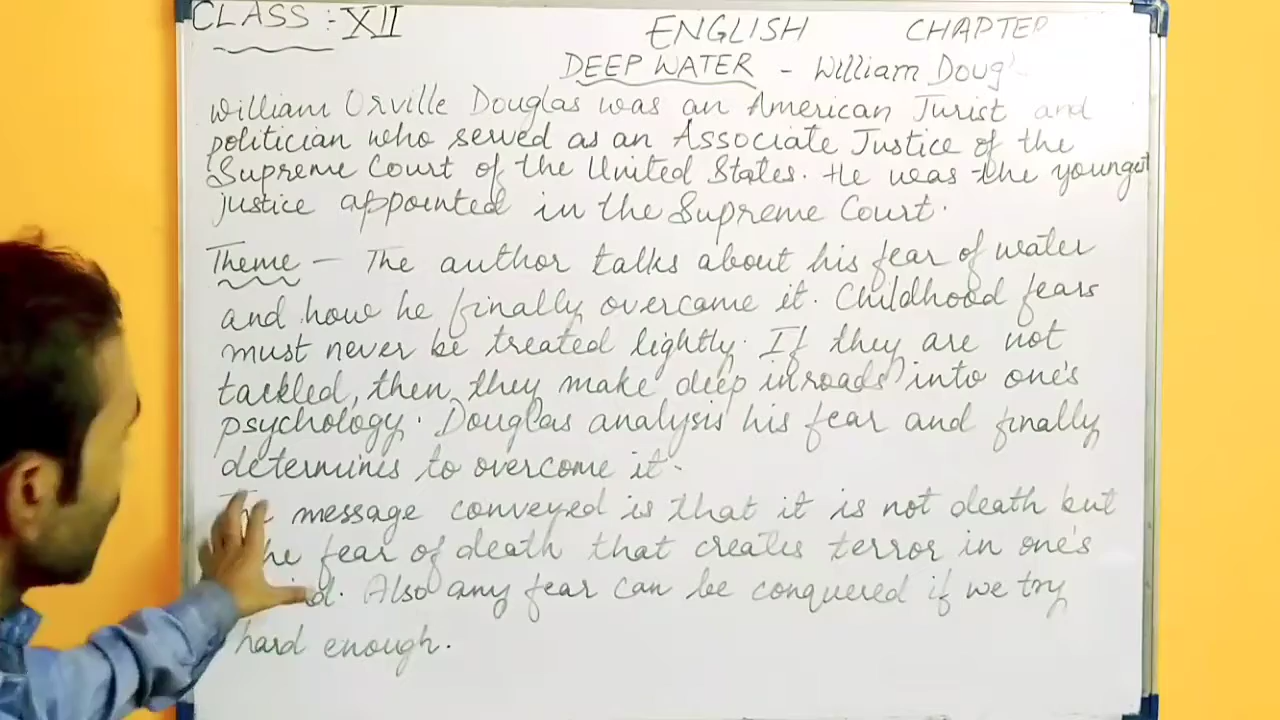 CLASS :- XII
ENGLISH CHAPTER
DEEP WATER - William Doug
William Orville Douglas was an American Jurist and
politician who served as an Associate Justice of the
Supreme Court of the United States. He was the youngest
justice appointed in the Supreme Court.
Theme - The author talks about his fear of water
and how he finally overcame it. Childhood fears
must never be treated lightly. If they are not
tackled, then they make deep inroads into one's
psychology. Douglas analysis his fear and finally
determines to overcome it.
message conveyed is that it is not death but
he fear of death that creates terror in one's
d. Also any fear can be conquered if we try
hard enough.